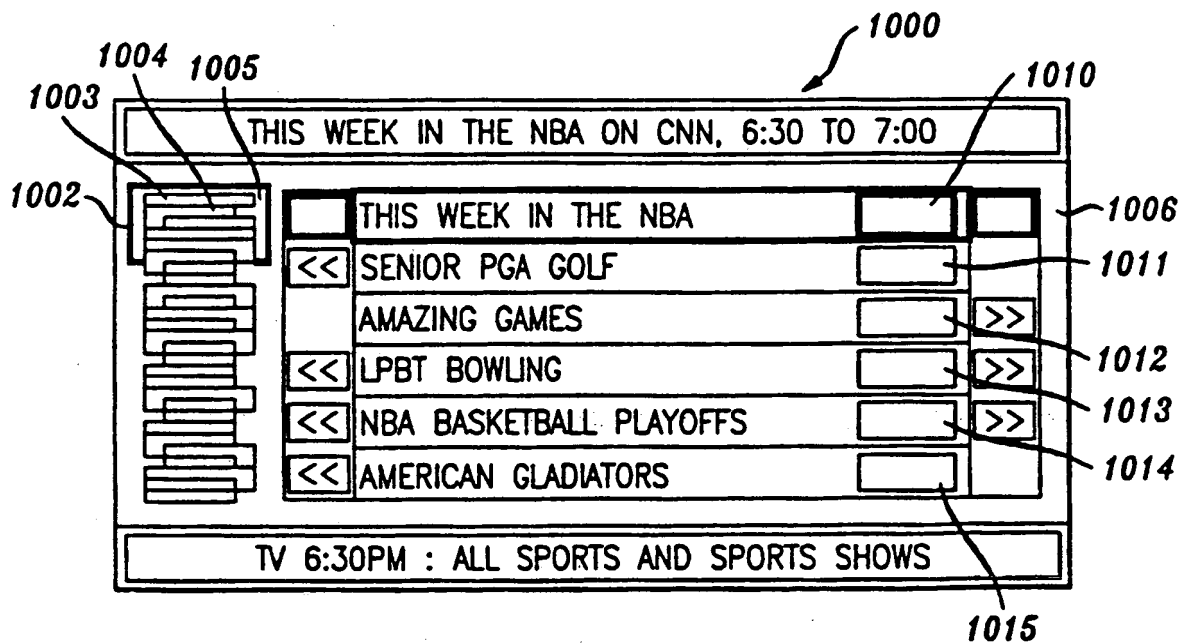 1000
1004
1005
1010
1003
THIS WEEK IN THE NBA ON CNN, 6:30 TO 7:00
1002
THIS WEEK IN THE NBA
1006
<< SENIOR PGA GOLF
1011
AMAZING GAMES >>
1012
<< LPBT BOWLING >>
1013
<< NBA BASKETBALL PLAYOFFS >>
1014
<< AMERICAN GLADIATORS
TV 6:30PM : ALL SPORTS AND SPORTS SHOWS
1015